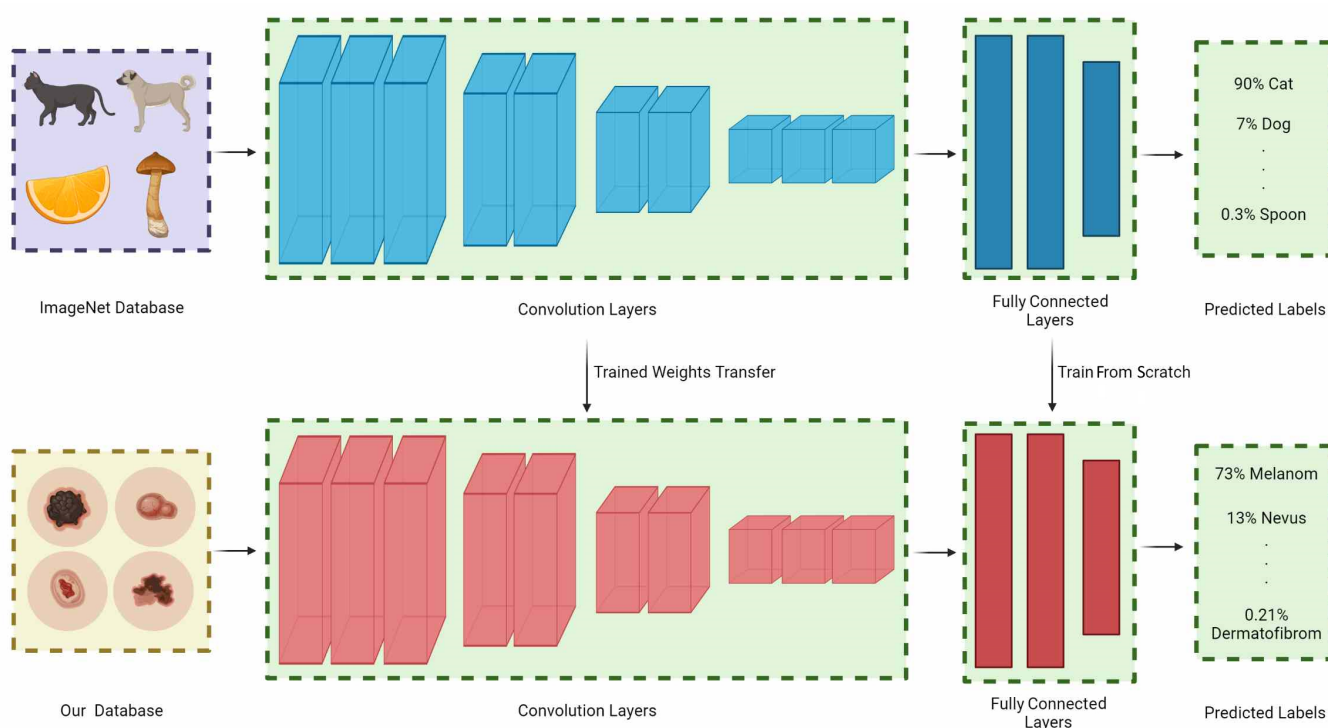 90% Cat
7% Dog
.
.
.
0.3% Spoon
ImageNet Database
Convolution Layers
Fully Connected
Layers
Predicted Labels
Trained Weights Transfer
Train From Scratch
73% Melanom
13% Nevus
.
.
.
0.21%
Dermatofibrom
Our Database
Convolution Layers
Fully Connected
Layers
Predicted Labels